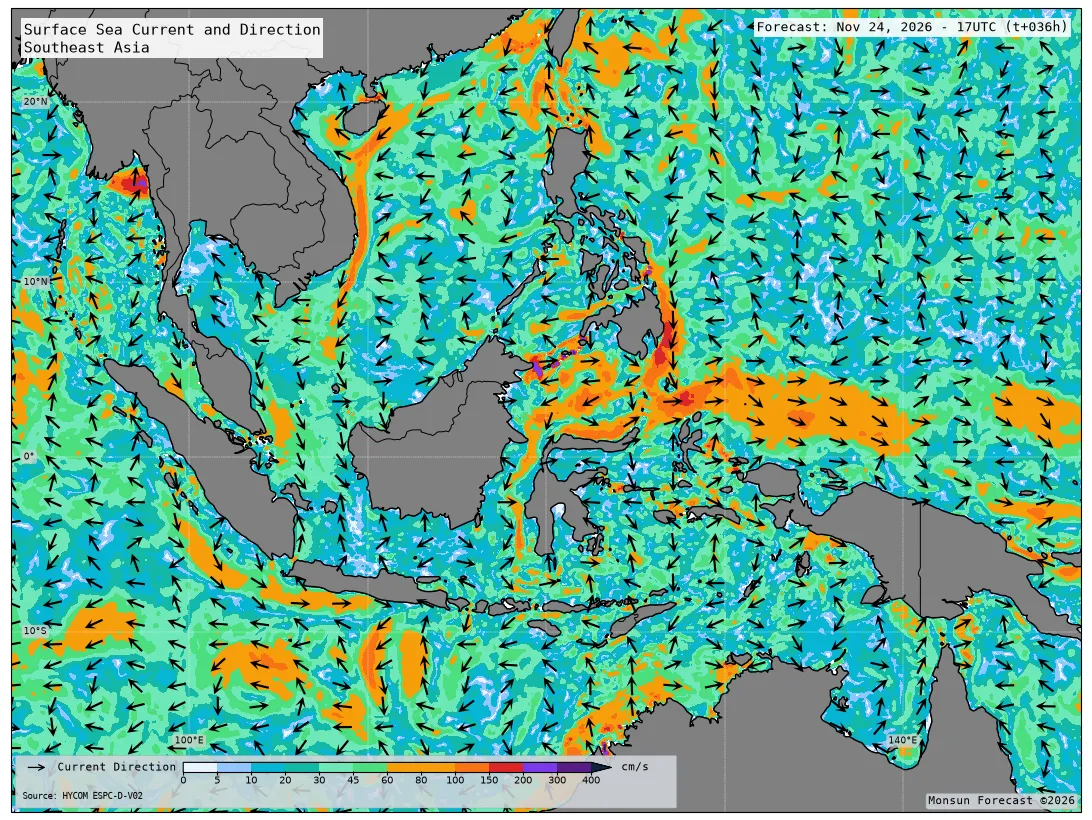 Surface Sea Current and Direction
Southeast Asia
Forecast: Nov 24, 2026 - 17UTC (t+036h)
20°N
10°N
0°
10°S
100°E
140°E
Current Direction
cm/s
0 5 10 20 30 45 60 80 100 150 200 300 400
Source: HYCOM ESPC-D-V02
Monsun Forecast ©2026